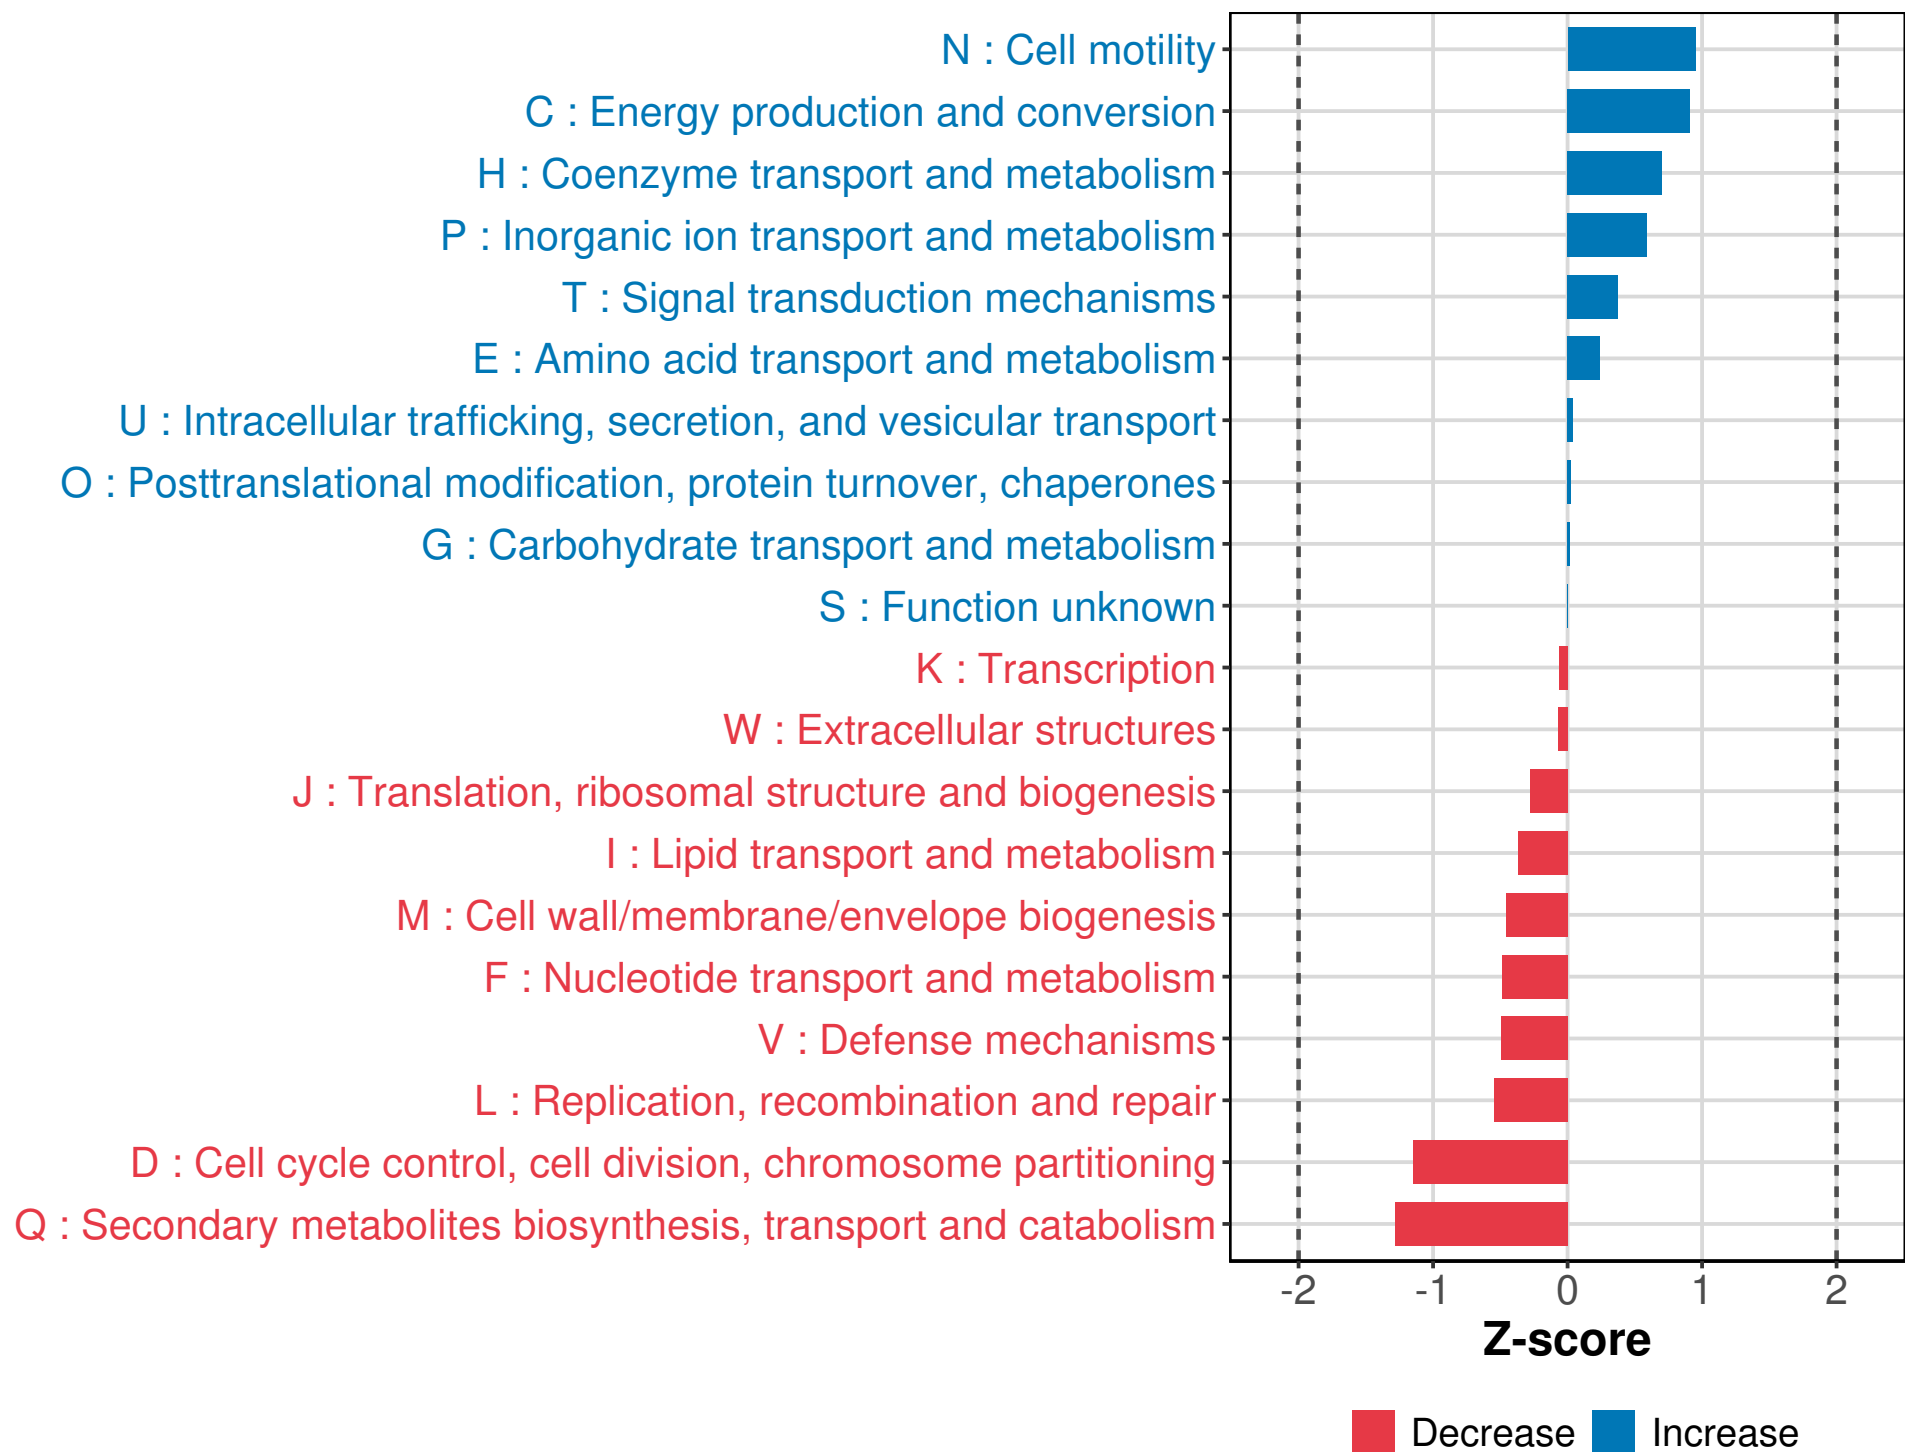 N : Cell motility
C : Energy production and conversion
H : Coenzyme transport and metabolism
P : Inorganic ion transport and metabolism
T : Signal transduction mechanisms
E : Amino acid transport and metabolism
U : Intracellular trafficking, secretion, and vesicular transport
O : Posttranslational modification, protein turnover, chaperones
G : Carbohydrate transport and metabolism
S : Function unknown
K : Transcription
W : Extracellular structures
J : Translation, ribosomal structure and biogenesis
I : Lipid transport and metabolism
M : Cell wall/membrane/envelope biogenesis
F : Nucleotide transport and metabolism
V : Defense mechanisms
L : Replication, recombination and repair
D : Cell cycle control, cell division, chromosome partitioning
Q : Secondary metabolites biosynthesis, transport and catabolism
-2 -1 0 1 2
Z-score
Decrease Increase